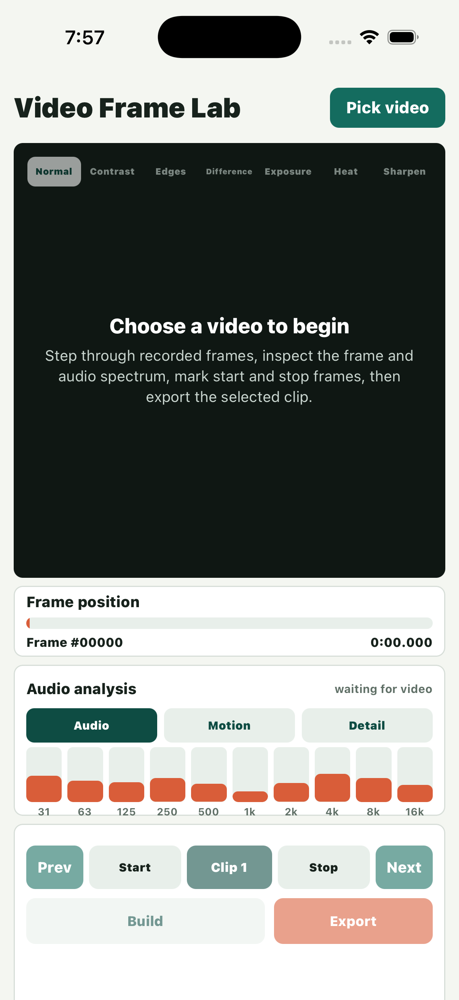 7:57
Video Frame Lab
Pick video
Normal Contrast Edges Difference Exposure Heat Sharpen
Choose a video to begin
Step through recorded frames, inspect the frame and
audio spectrum, mark start and stop frames, then
export the selected clip.
Frame position
Frame #00000 0:00.000
Audio analysis waiting for video
Audio Motion Detail
31 63 125 250 500 1k 2k 4k 8k 16k
Prev Start Clip 1 Stop Next
Build Export